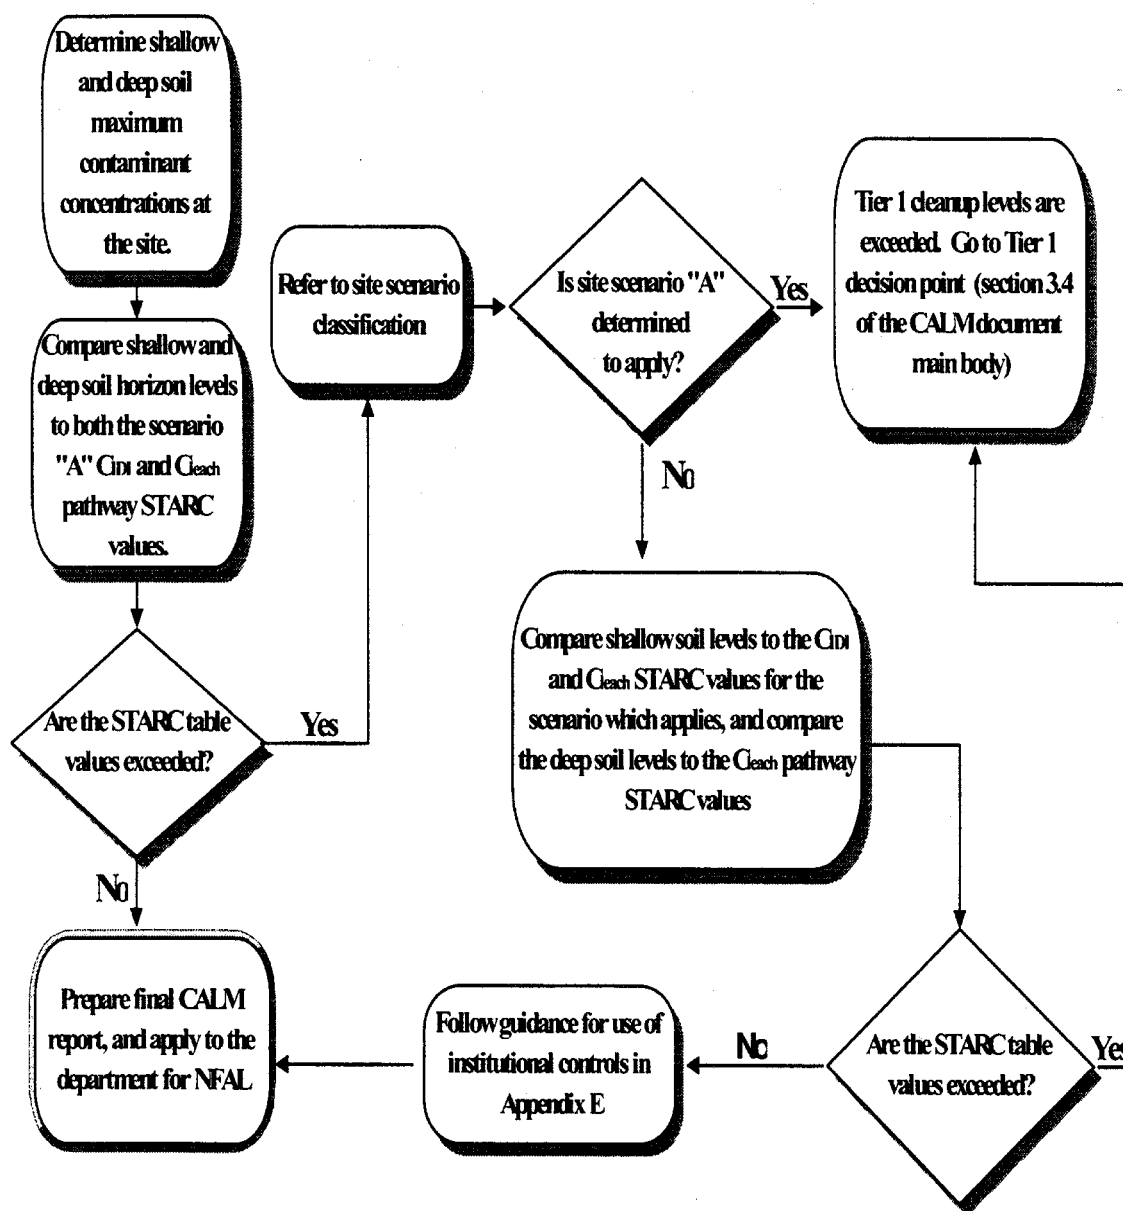 Determine shallow
and deep soil
maximum
contaminant
concentrations at
the site.
Compare shallow and
deep soil horizon levels
to both the scenario
"A" CIDI and Cleach
pathway STARC
values.
Are the STARC table
values exceeded?
Yes
No
Refer to site scenario
classification
Is site scenario "A"
determined
to apply?
Yes
No
Tier 1 cleanup levels are
exceeded. Go to Tier 1
decision point (section 3.4
of the CALM document
main body)
Compare shallow soil levels to the CIDI
and Cleach STARC values for the
scenario which applies, and compare
the deep soil levels to the Cleach pathway
STARC values
Are the STARC table
values exceeded?
Yes
No
Follow guidance for use of
institutional controls in
Appendix E
Prepare final CALM
report, and apply to the
department for NFAL